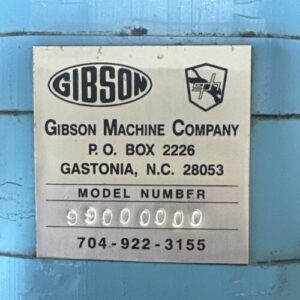 GIBSON
GIBSON MACHINE COMPANY
P. O. BOX 2226
GASTONIA, N.C. 28053
MODEL NUMBER
99000000
704-922-3155